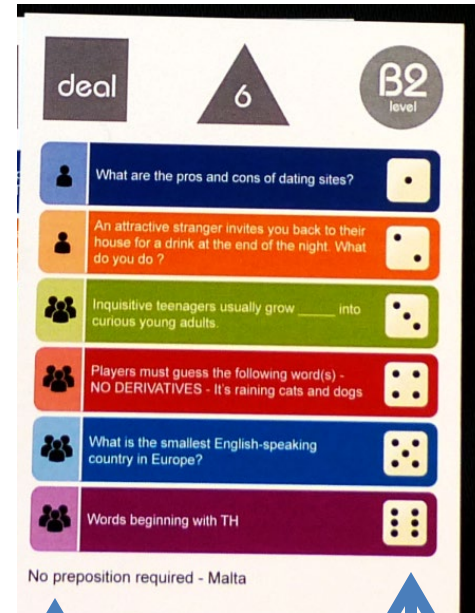 deal
6
B2
level
What are the pros and cons of dating sites?
An attractive stranger invites you back to their
house for a drink at the end of the night. What
do you do ?
Inquisitive teenagers usually grow _____ into
curious young adults.
Players must guess the following word(s) -
NO DERIVATIVES - It's raining cats and dogs
What is the smallest English-speaking
country in Europe?
Words beginning with TH
No preposition required - Malta